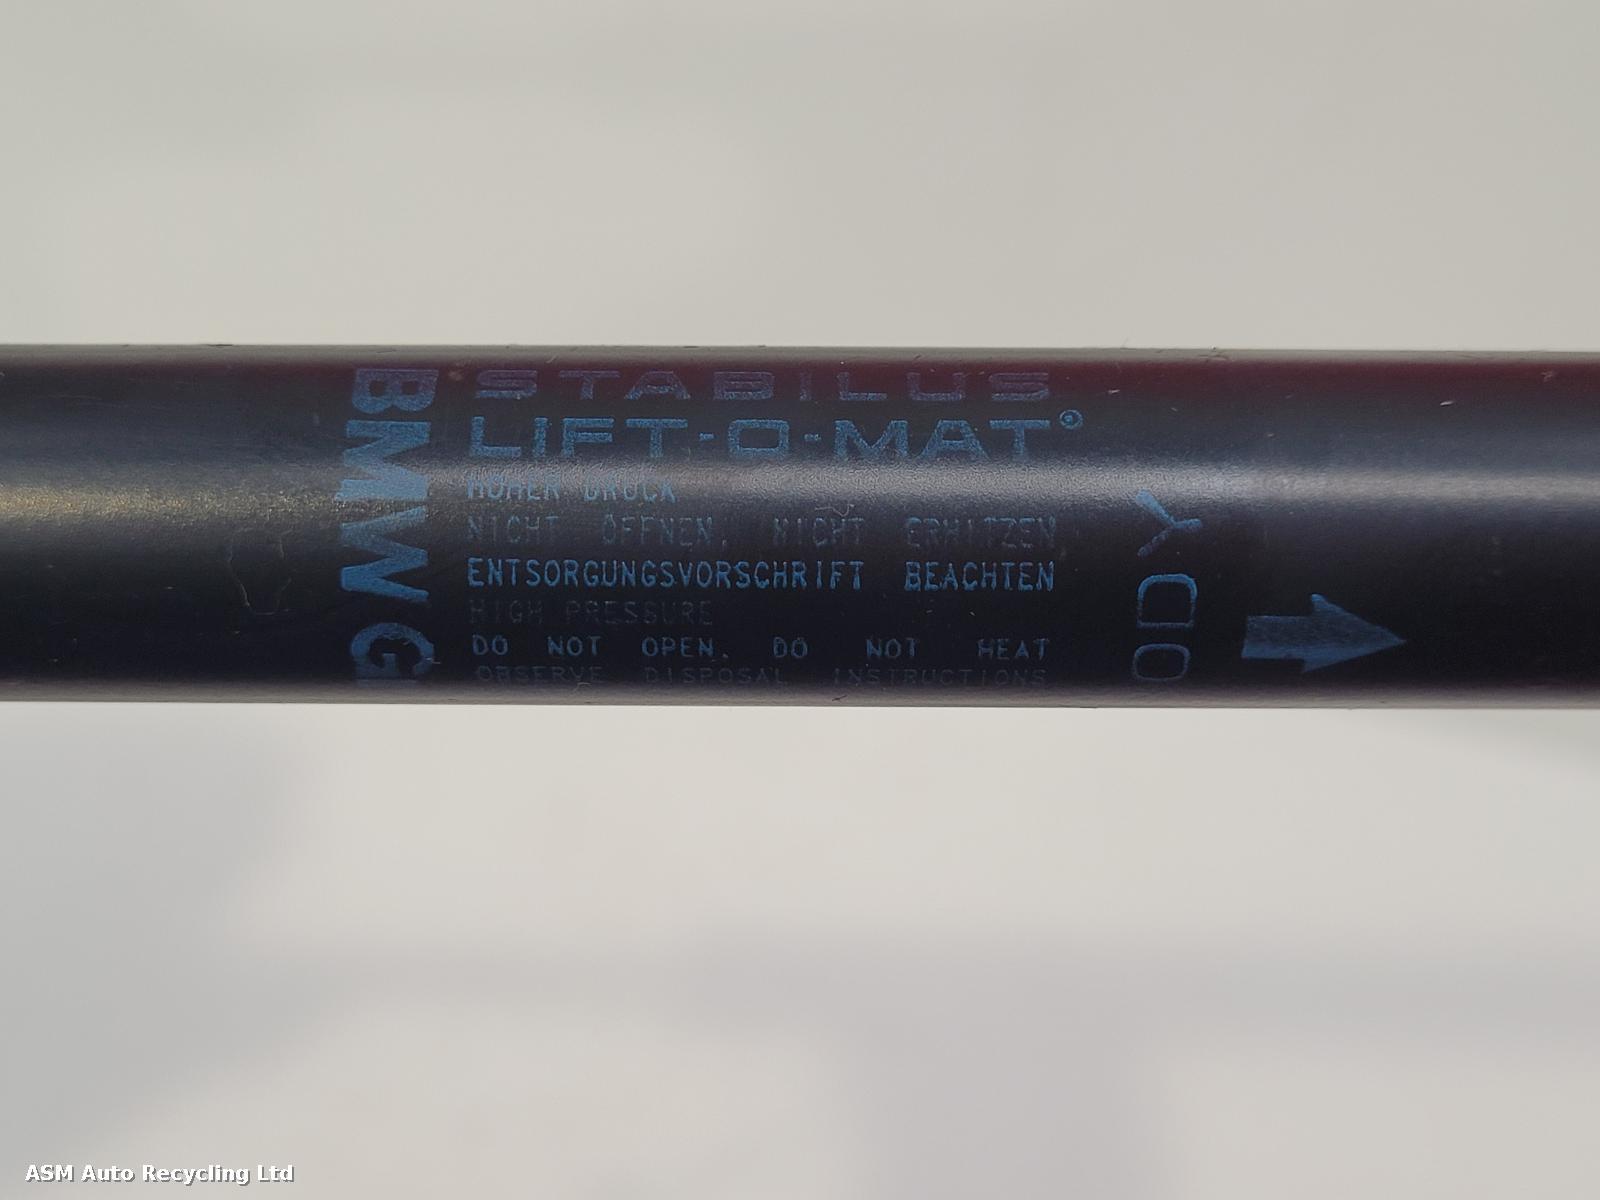 BMW G
STABILUS
LIFT-O-MAT®
HOHER DRUCK
NICHT ÖFFNEN, NICHT ERHITZEN
ENTSORGUNGSVORSCHRIFT BEACHTEN
HIGH PRESSURE
DO NOT OPEN. DO NOT HEAT
OBSERVE DISPOSAL INSTRUCTIONS
ODY
ASM Auto Recycling Ltd